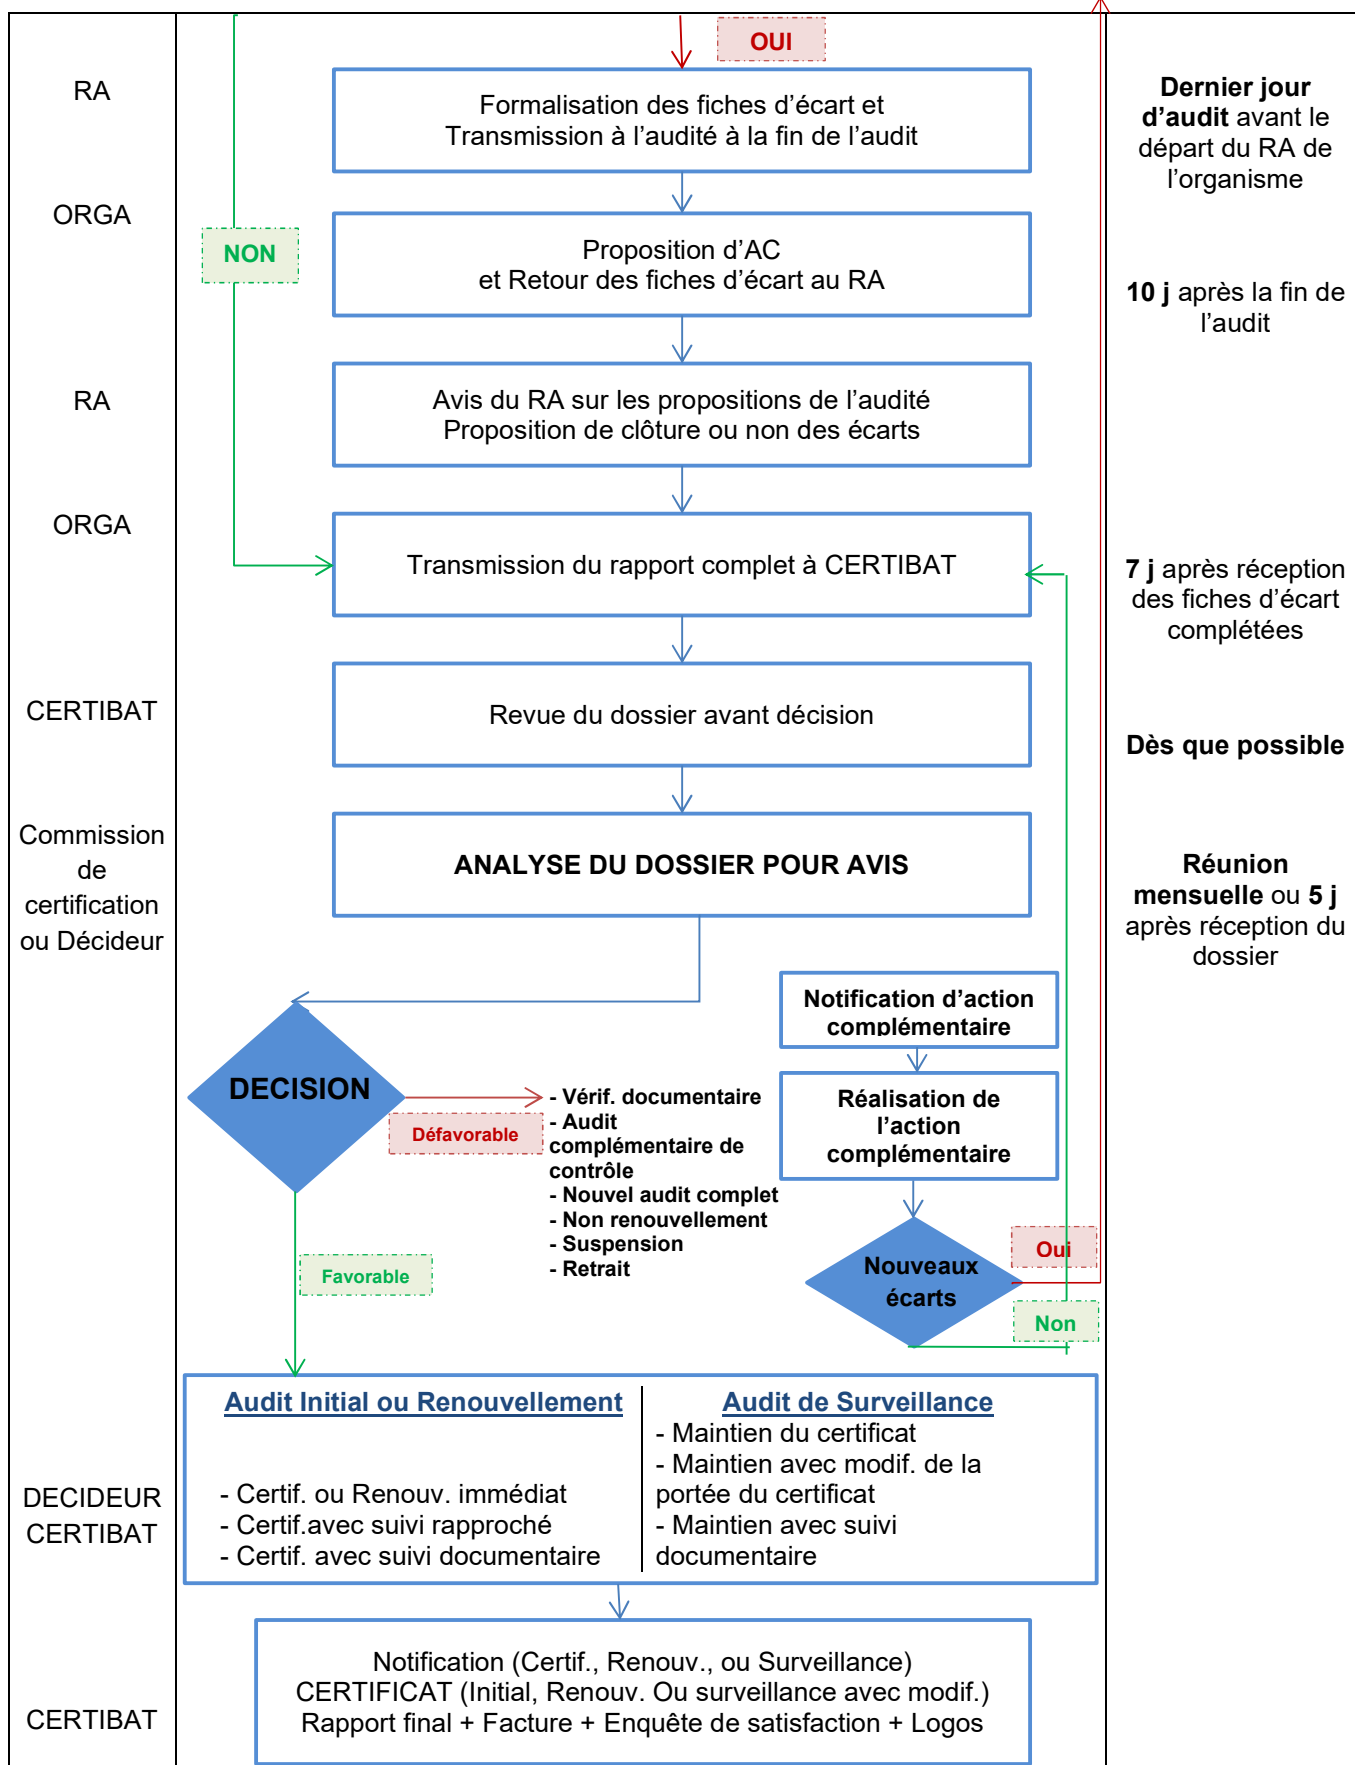 OUI
RA
Formalisation des fiches d’écart et
Transmission à l’audité à la fin de l’audit
Dernier jour
d’audit avant le
départ du RA de
l’organisme
ORGA
NON
Proposition d’AC
et Retour des fiches d’écart au RA
10 j après la fin de
l’audit
RA
Avis du RA sur les propositions de l’audité
Proposition de clôture ou non des écarts
ORGA
Transmission du rapport complet à CERTIBAT
7 j après réception
des fiches d’écart
complétées
CERTIBAT
Revue du dossier avant décision
Dès que possible
Commission
de
certification
ou Décideur
ANALYSE DU DOSSIER POUR AVIS
Réunion
mensuelle ou 5 j
après réception du
dossier
Notification d’action
complémentaire
DECISION
Défavorable
- Vérif. documentaire
- Audit
complémentaire de
contrôle
- Nouvel audit complet
- Non renouvellement
- Suspension
- Retrait
Réalisation de
l’action
complémentaire
Nouveaux
écarts
Oui
Non
Favorable
Audit Initial ou Renouvellement
- Certif. ou Renouv. immédiat
- Certif.avec suivi rapproché
- Certif. avec suivi documentaire
Audit de Surveillance
- Maintien du certificat
- Maintien avec modif. de la
portée du certificat
- Maintien avec suivi
documentaire
DECIDEUR
CERTIBAT
Notification (Certif., Renouv., ou Surveillance)
CERTIFICAT (Initial, Renouv. Ou surveillance avec modif.)
Rapport final + Facture + Enquête de satisfaction + Logos
CERTIBAT